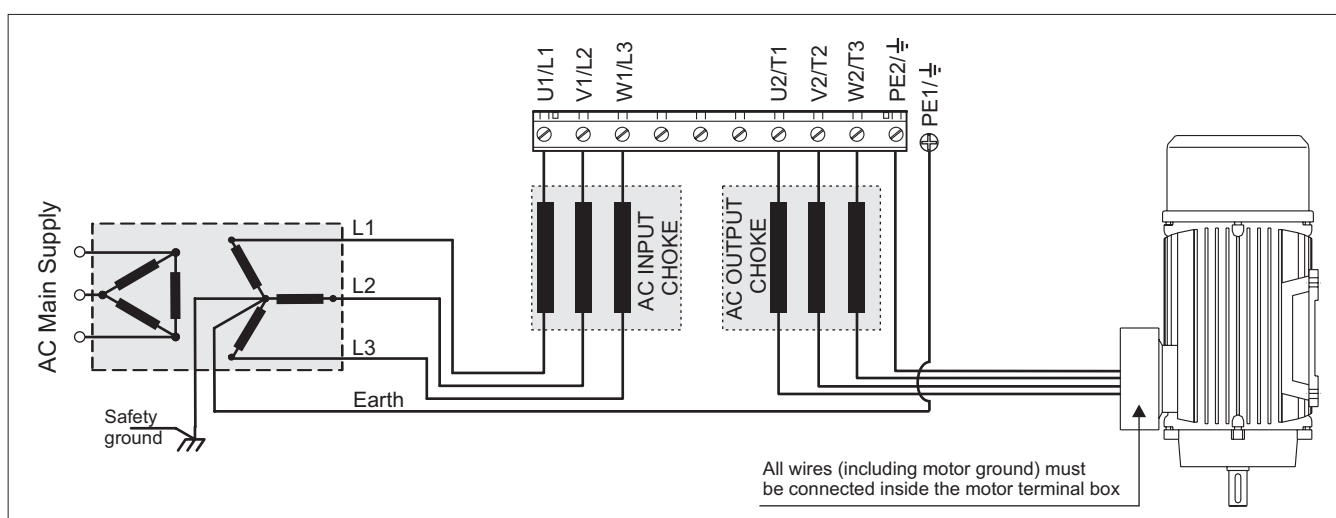 U1/L1
V1/L2
W1/L3
U2/T1
V2/T2
W2/T3
PE2/
PE1/
AC Main Supply
L1
L2
L3
Earth
Safety
ground
AC INPUT
CHOKE
AC OUTPUT
CHOKE
All wires (including motor ground) must
be connected inside the motor terminal box